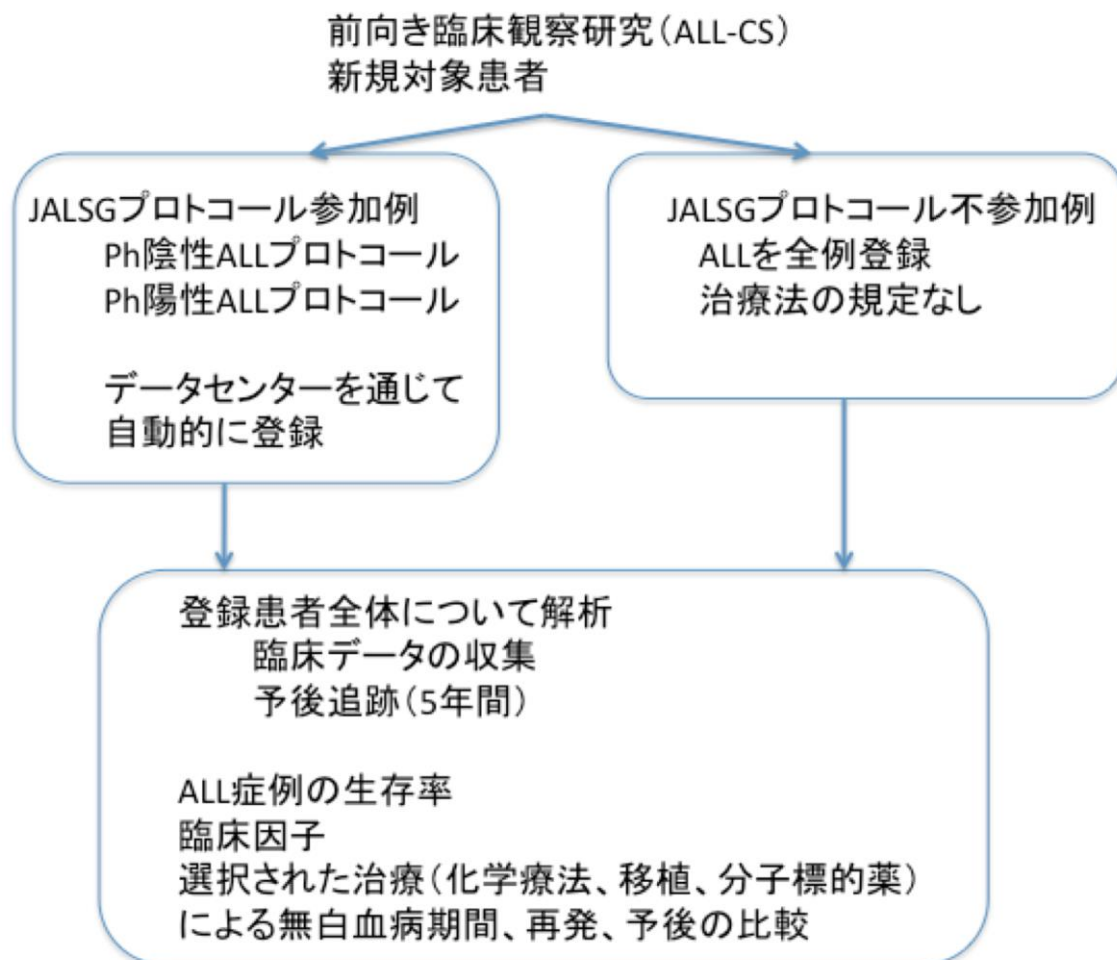 前向き臨床観察研究（ALL-CS）
新規対象患者
JALSGプロトコール参加例
Ph陰性ALLプロトコール
Ph陽性ALLプロトコール
データセンターを通じて
自動的に登録
JALSGプロトコール不参加例
ALLを全例登録
治療法の規定なし
登録患者全体について解析
臨床データの収集
予後追跡（5年間）
ALL症例の生存率
臨床因子
選択された治療（化学療法、移植、分子標的薬）
による無白血病期間、再発、予後の比較